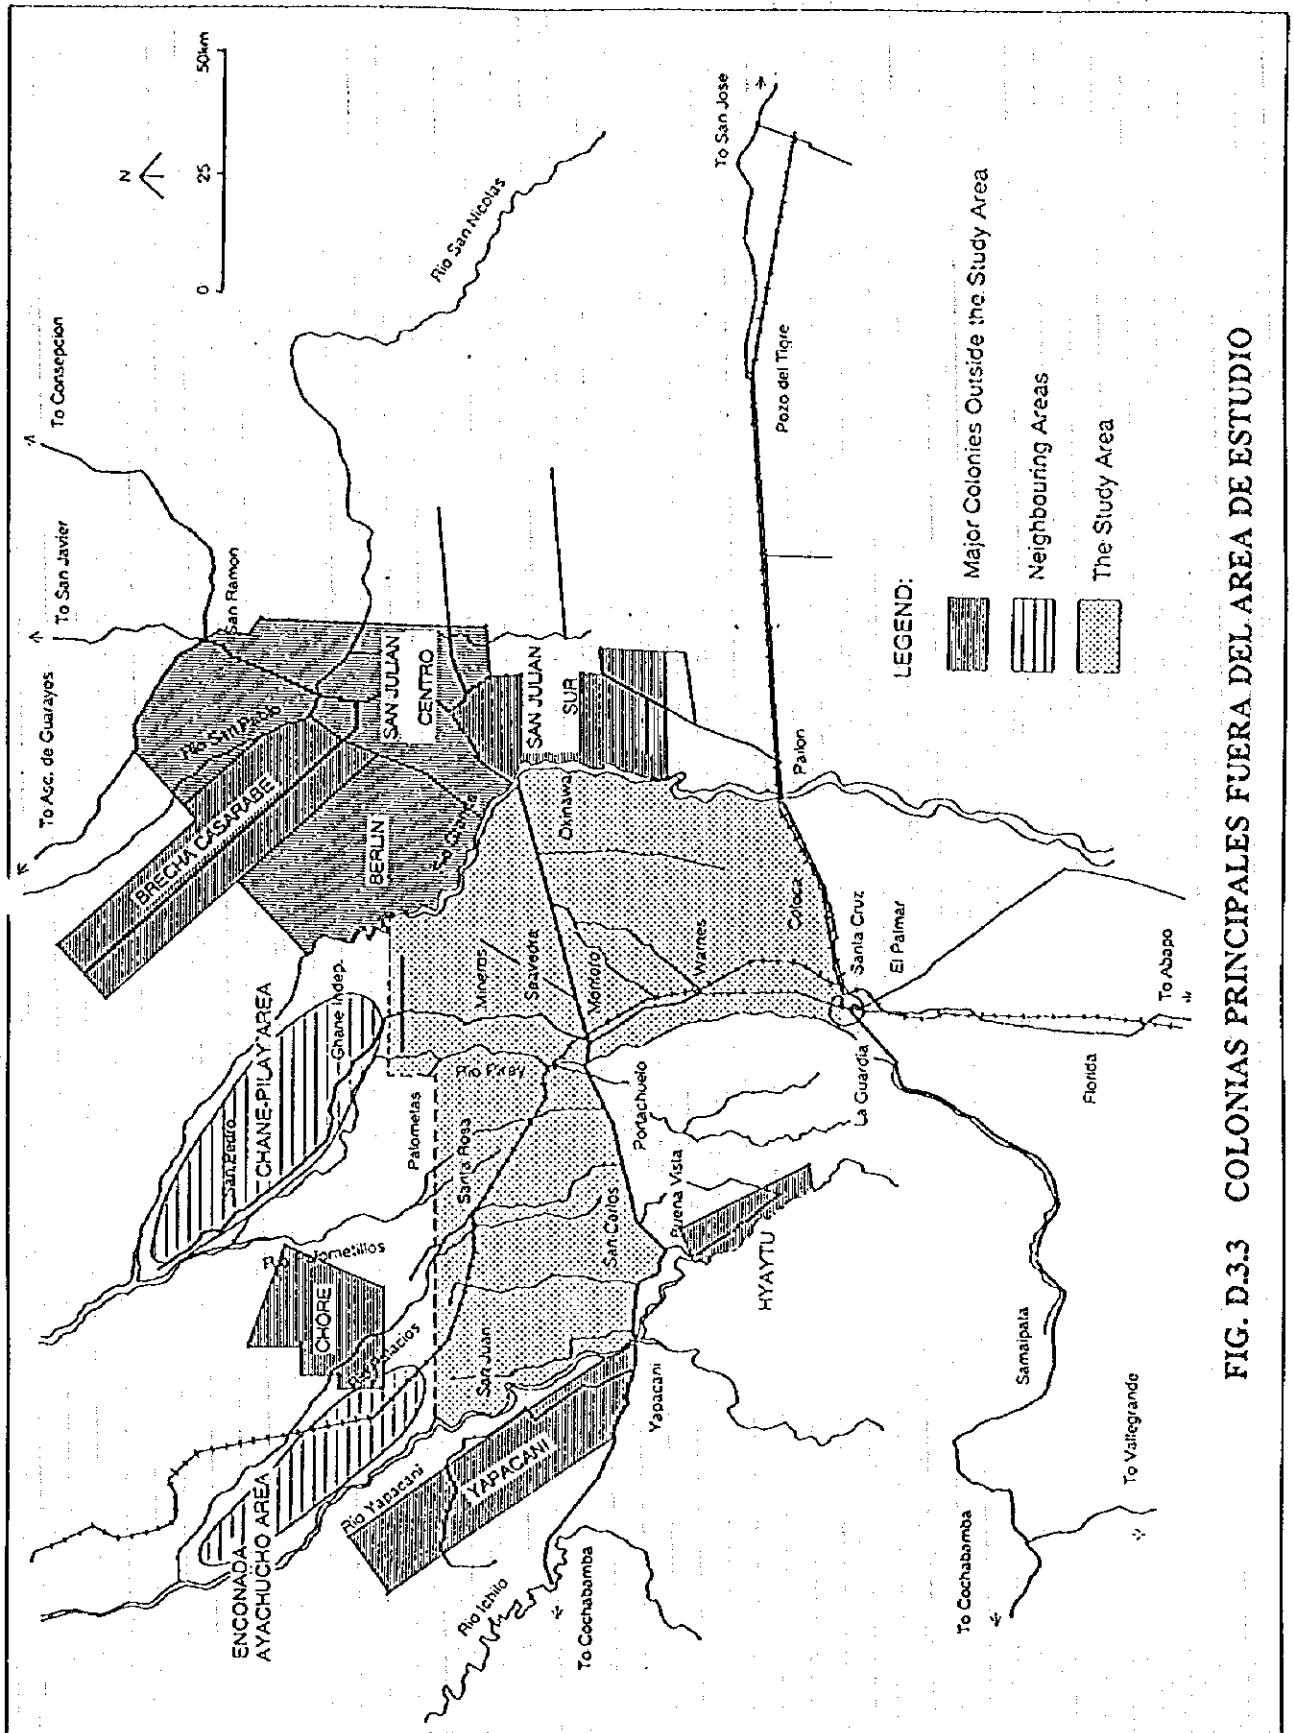 To Asc. de Guarayos
To San Javier
To Consepcion
N
0
25
50km
San Ramon
BRECHA CASARABE
SAN JULIAN
CENTRO
BERLIN
Rio San Nicolas
ENCONADA
AYACHUCHO AREA
CHORE
Rio Palometillos
San Pedro
CHANE-PILAY AREA
Ghane Indep.
Rio Yapacani
YAPACANI
Rio Ichilo
To Cochabamba
San Juan
Palometas
Santa Rosa
Rio Piray
Mineros
Saavedra
Okinawa
SAN JULIAN
SUR
Yapacani
San Carlos
Buena Vista
Portachuelo
Montoro
Warnes
Cotoca
Palon
Pozo del Tigre
To San Jose
HYAYTU
La Guardia
Santa Cruz
El Palmar
Samaipata
Florida
To Abapo
To Cochabamba
To Vallegrande
LEGEND:
Major Colonies Outside the Study Area
Neighbouring Areas
The Study Area
FIG. D.3.3 COLONIAS PRINCIPALES FUERA DEL AREA DE ESTUDIO